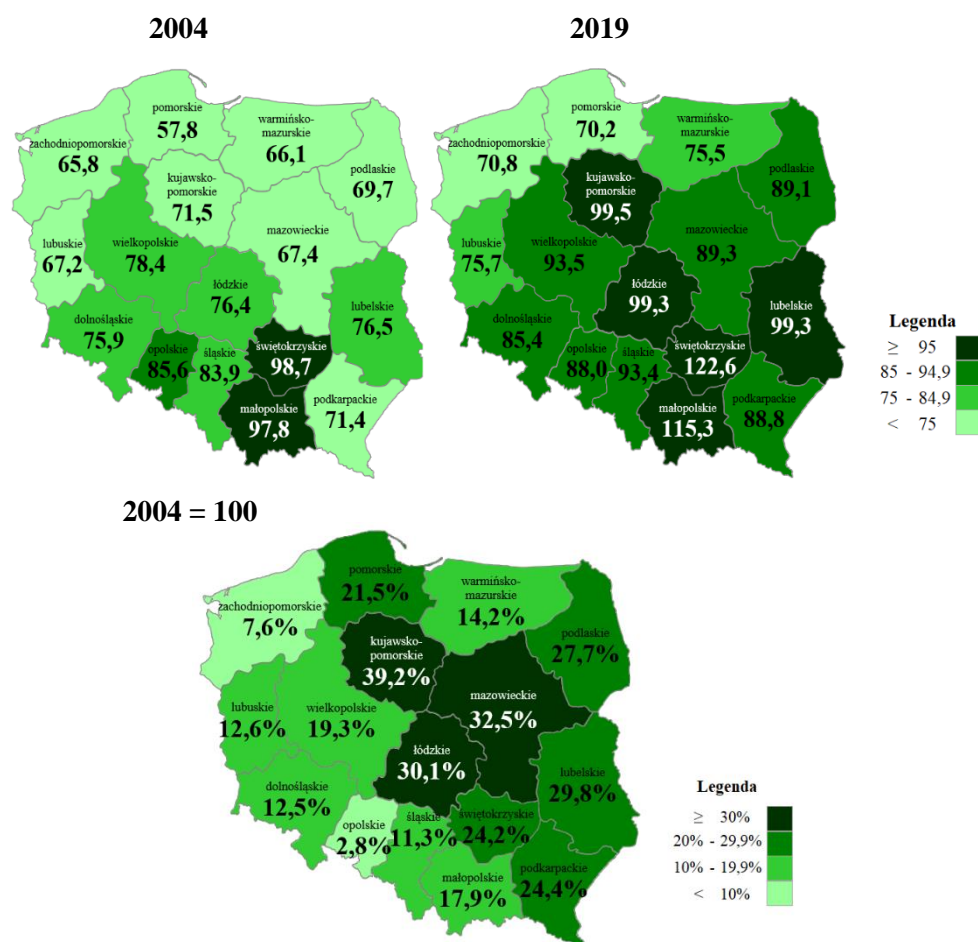 2004
pomorskie
57,8
zachodniopomorskie
65,8
warmińsko-
mazurskie
66,1
podlaskie
69,7
kujawsko-
pomorskie
71,5
mazowieckie
67,4
lubuskie
67,2
wielkopolskie
78,4
łódzkie
76,4
lubelskie
76,5
dolnośląskie
75,9
opolskie
85,6
śląskie
83,9
świętokrzyskie
98,7
małopolskie
97,8
podkarpackie
71,4
2019
pomorskie
70,2
zachodniopomorskie
70,8
warmińsko-
mazurskie
75,5
podlaskie
89,1
kujawsko-
pomorskie
99,5
mazowieckie
89,3
lubuskie
75,7
wielkopolskie
93,5
łódzkie
99,3
lubelskie
99,3
dolnośląskie
85,4
opolskie
88,0
śląskie
93,4
świętokrzyskie
122,6
małopolskie
115,3
podkarpackie
88,8
Legenda
≥ 95
85 - 94,9
75 - 84,9
< 75
2004 = 100
pomorskie
21,5%
zachodniopomorskie
7,6%
warmińsko-
mazurskie
14,2%
podlaskie
27,7%
kujawsko-
pomorskie
39,2%
mazowieckie
32,5%
lubuskie
12,6%
wielkopolskie
19,3%
łódzkie
30,1%
lubelskie
29,8%
dolnośląskie
12,5%
opolskie
2,8%
śląskie
11,3%
świętokrzyskie
24,2%
małopolskie
17,9%
podkarpackie
24,4%
Legenda
≥ 30%
20% - 29,9%
10% - 19,9%
< 10%